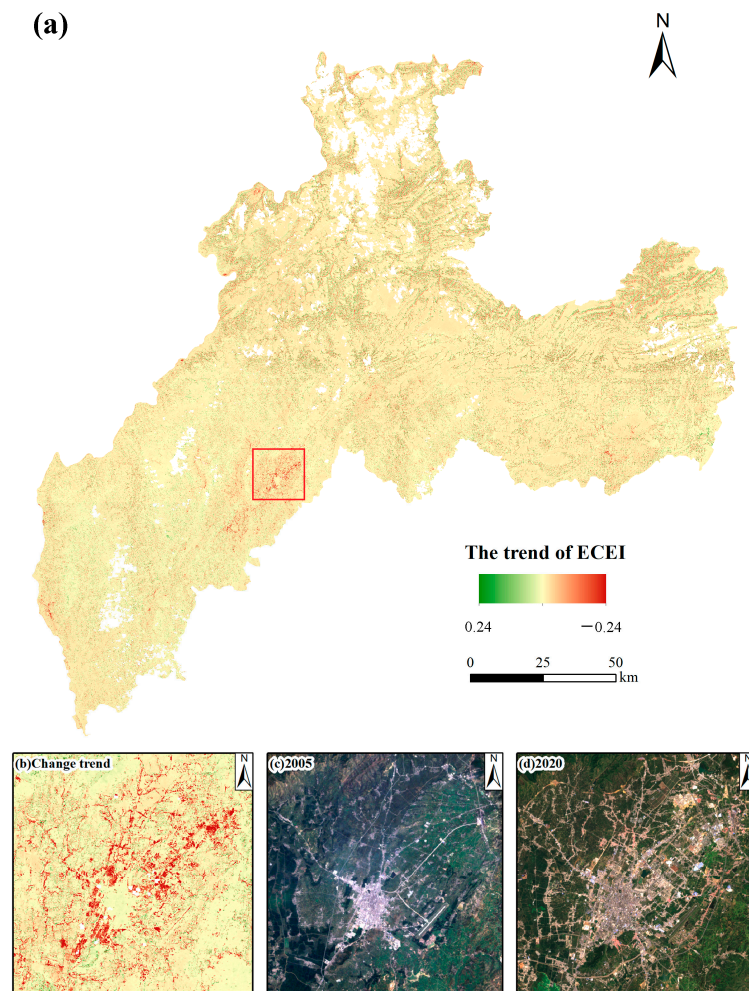 (a)
N
The trend of ECEI
0.24 −0.24
0 25 50
km
(b)Change trend N
(c)2005 N
(d)2020 N